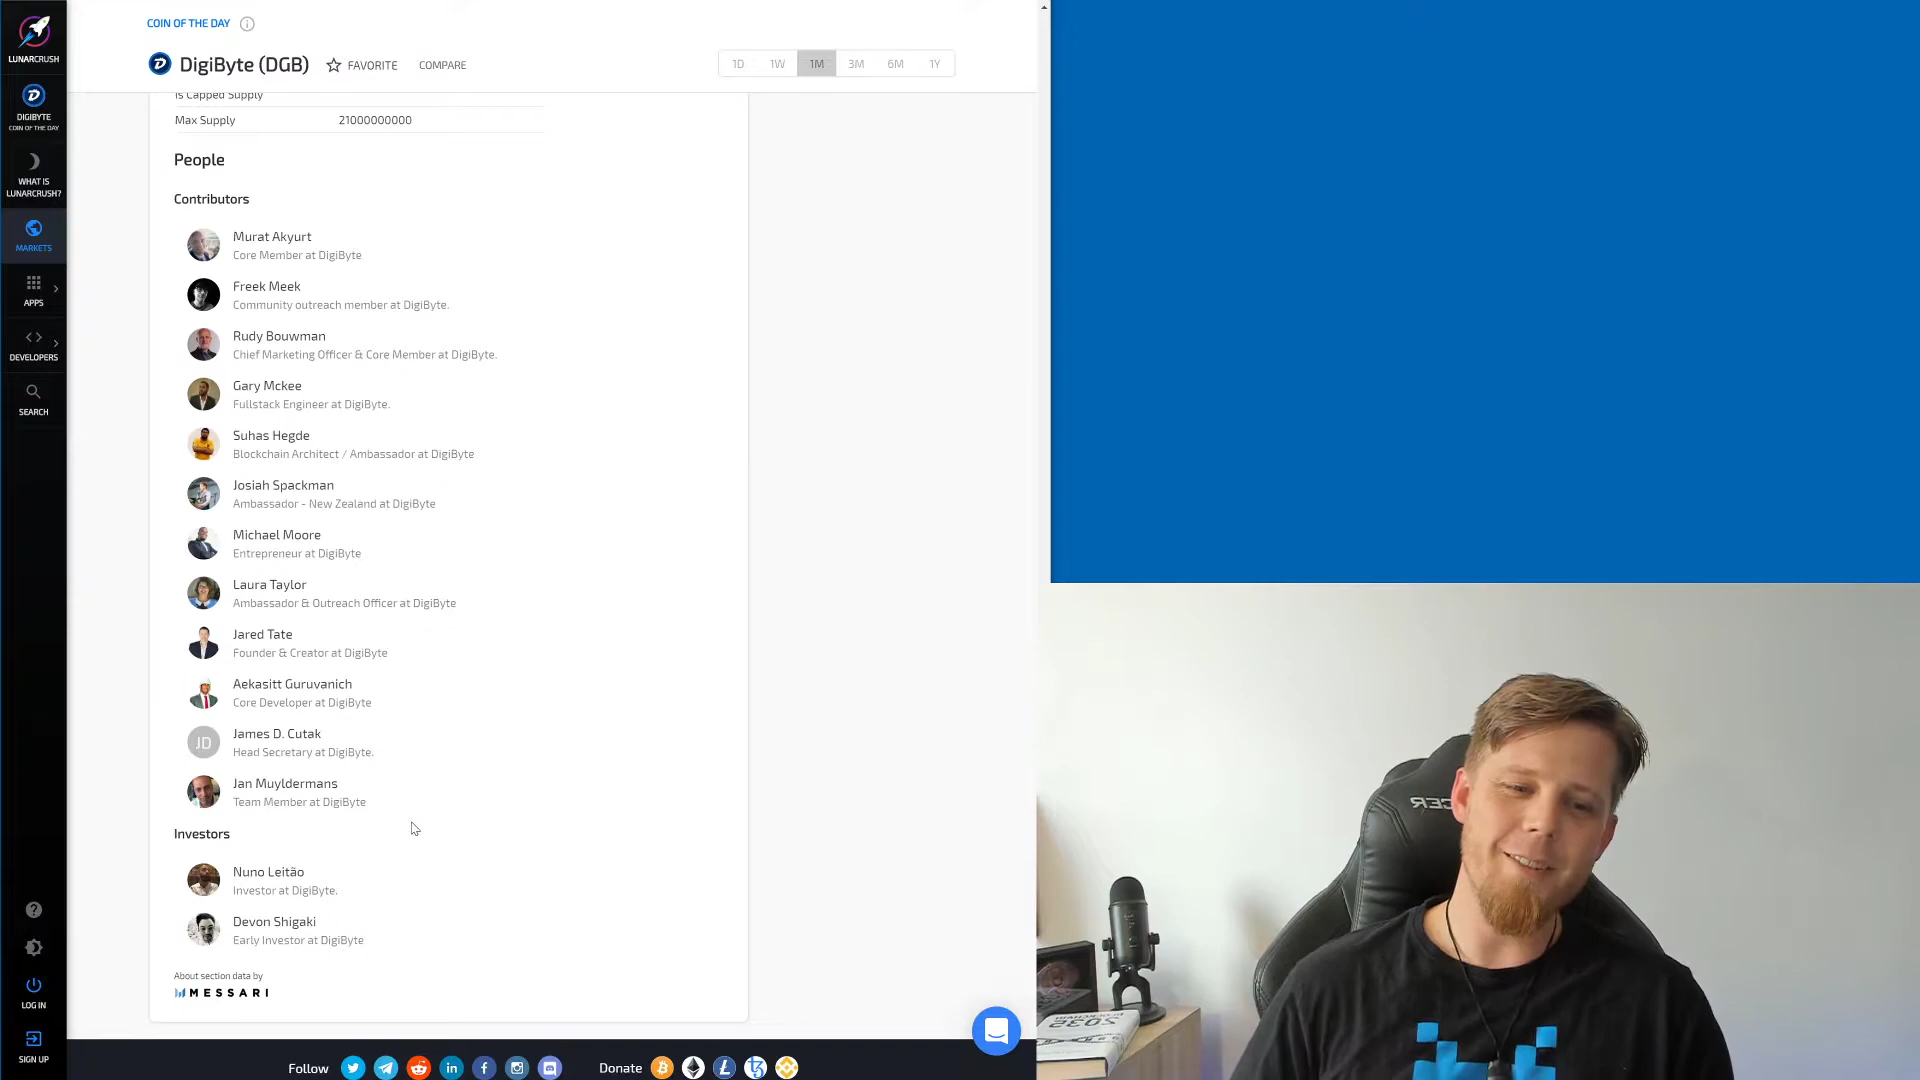 LUNARCRUSH
DIGIBYTE
COIN OF THE DAY
WHAT IS
LUNARCRUSH?
MARKETS
APPS
DEVELOPERS
SEARCH
LOG IN
SIGN UP
COIN OF THE DAY
DigiByte (DGB) FAVORITE COMPARE
1D 1W 1M 3M 6M 1Y
Is Capped Supply
Max Supply 21000000000
People
Contributors
Murat Akyurt
Core Member at DigiByte
Freek Meek
Community outreach member at DigiByte.
Rudy Bouwman
Chief Marketing Officer & Core Member at DigiByte.
Gary Mckee
Fullstack Engineer at DigiByte.
Suhas Hegde
Blockchain Architect / Ambassador at DigiByte
Josiah Spackman
Ambassador - New Zealand at DigiByte
Michael Moore
Entrepreneur at DigiByte
Laura Taylor
Ambassador & Outreach Officer at DigiByte
Jared Tate
Founder & Creator at DigiByte
Aekasitt Guruvanich
Core Developer at DigiByte
JD
James D. Cutak
Head Secretary at DigiByte.
Jan Muyldermans
Team Member at DigiByte
Investors
Nuno Leitão
Investor at DigiByte.
Devon Shigaki
Early Investor at DigiByte
About section data by
MESSARI
Follow Donate
2035